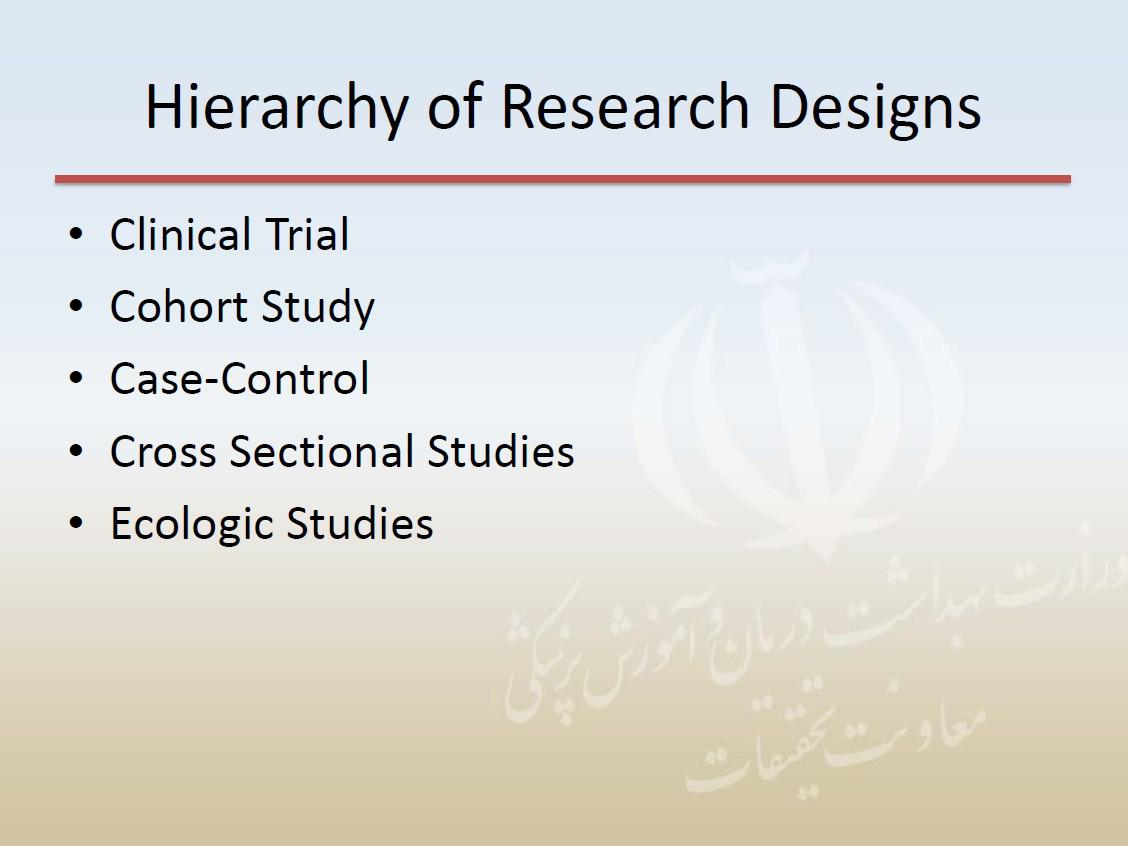 Hierarchy of Research Designs
• Clinical Trial
• Cohort Study
• Case-Control
• Cross Sectional Studies
• Ecologic Studies
وزارت بهداشت درمان و آموزش پزشکی
معاونت تحقیقات